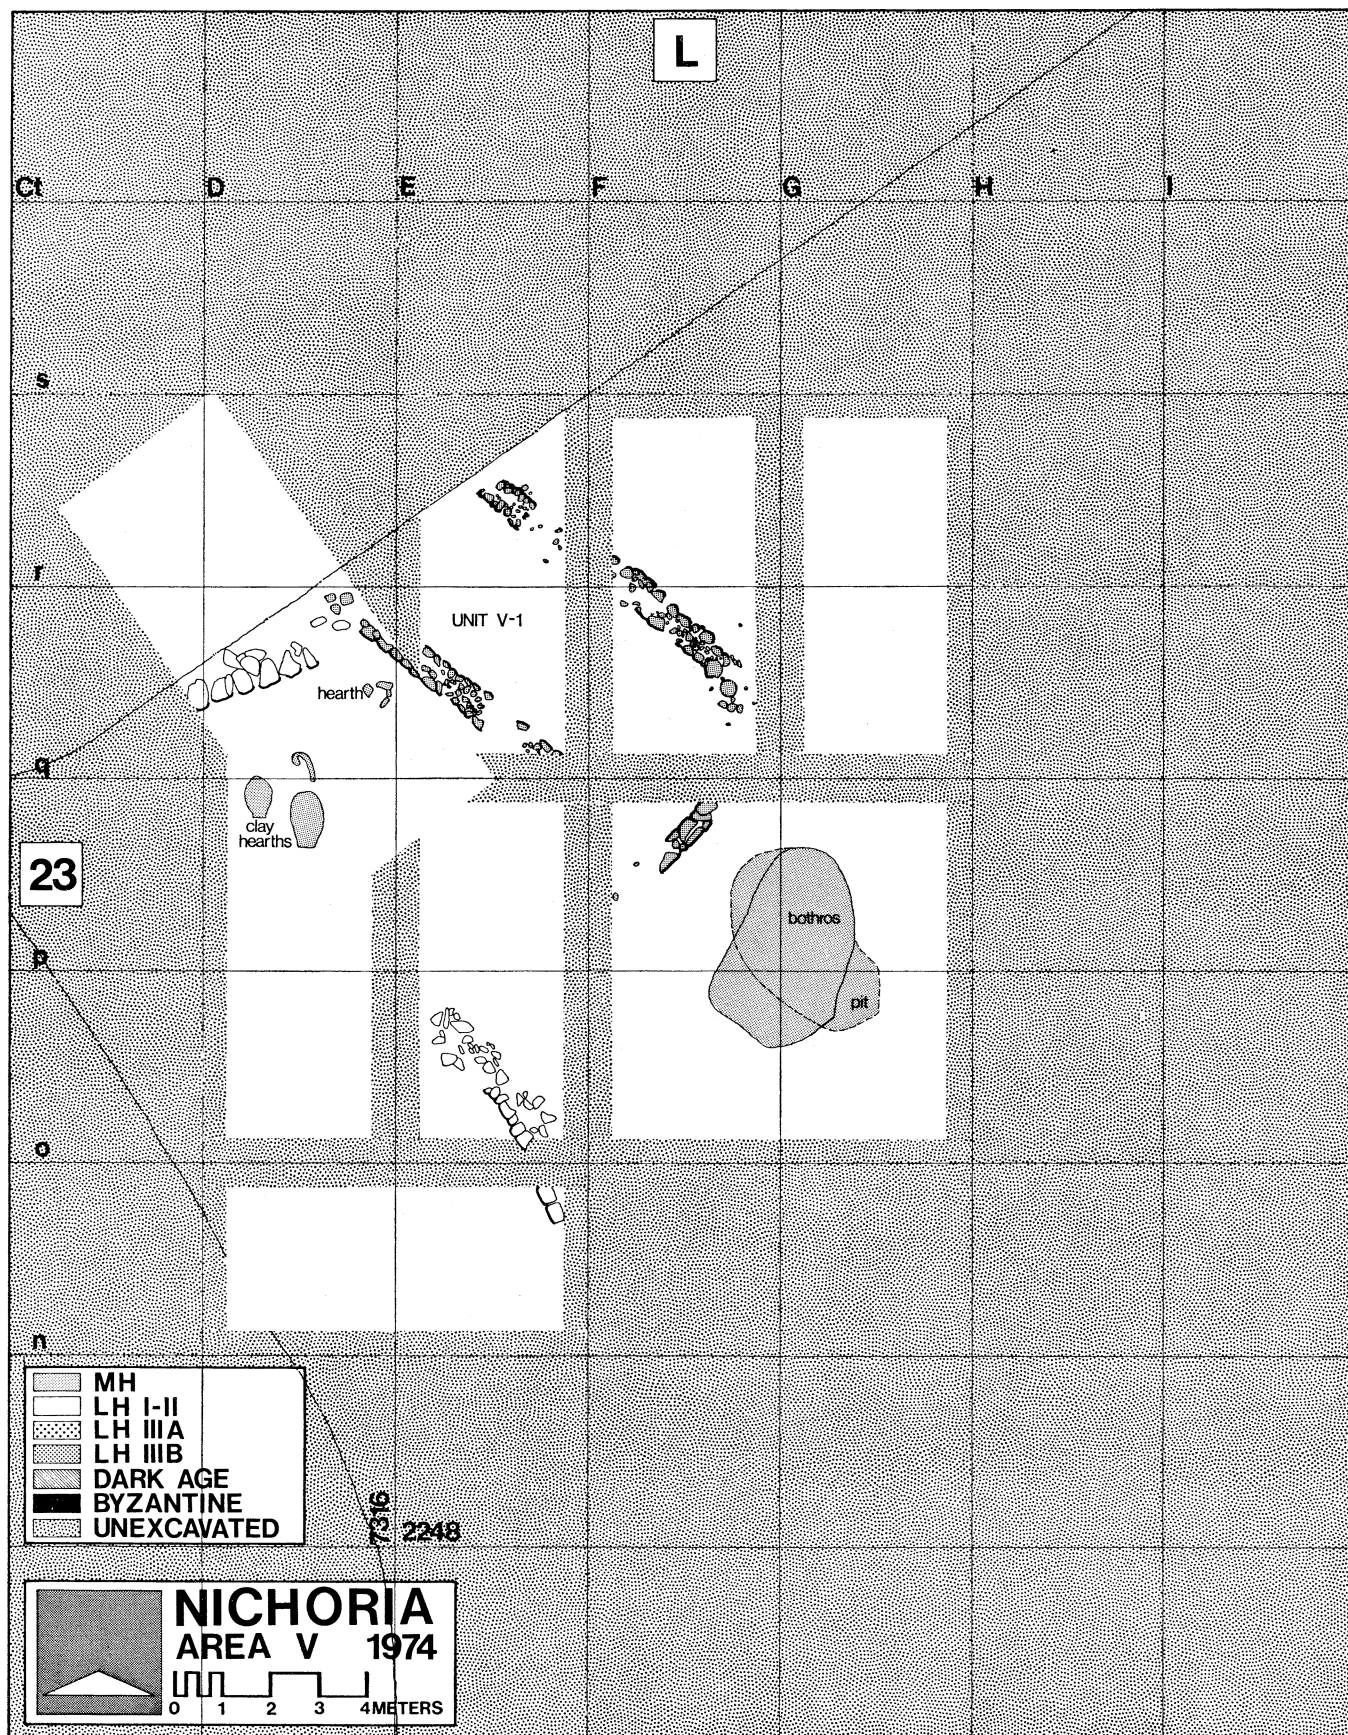 L
Ct D E F G H I
s
r
UNIT V-1
hearth
q
clay
hearths
23
bothros
p
pit
o
n
MH
LH I-II
LH IIIA
LH IIIB
DARK AGE
BYZANTINE
UNEXCAVATED
7316
2248
NICHORIA
AREA V 1974
0 1 2 3 4 METERS